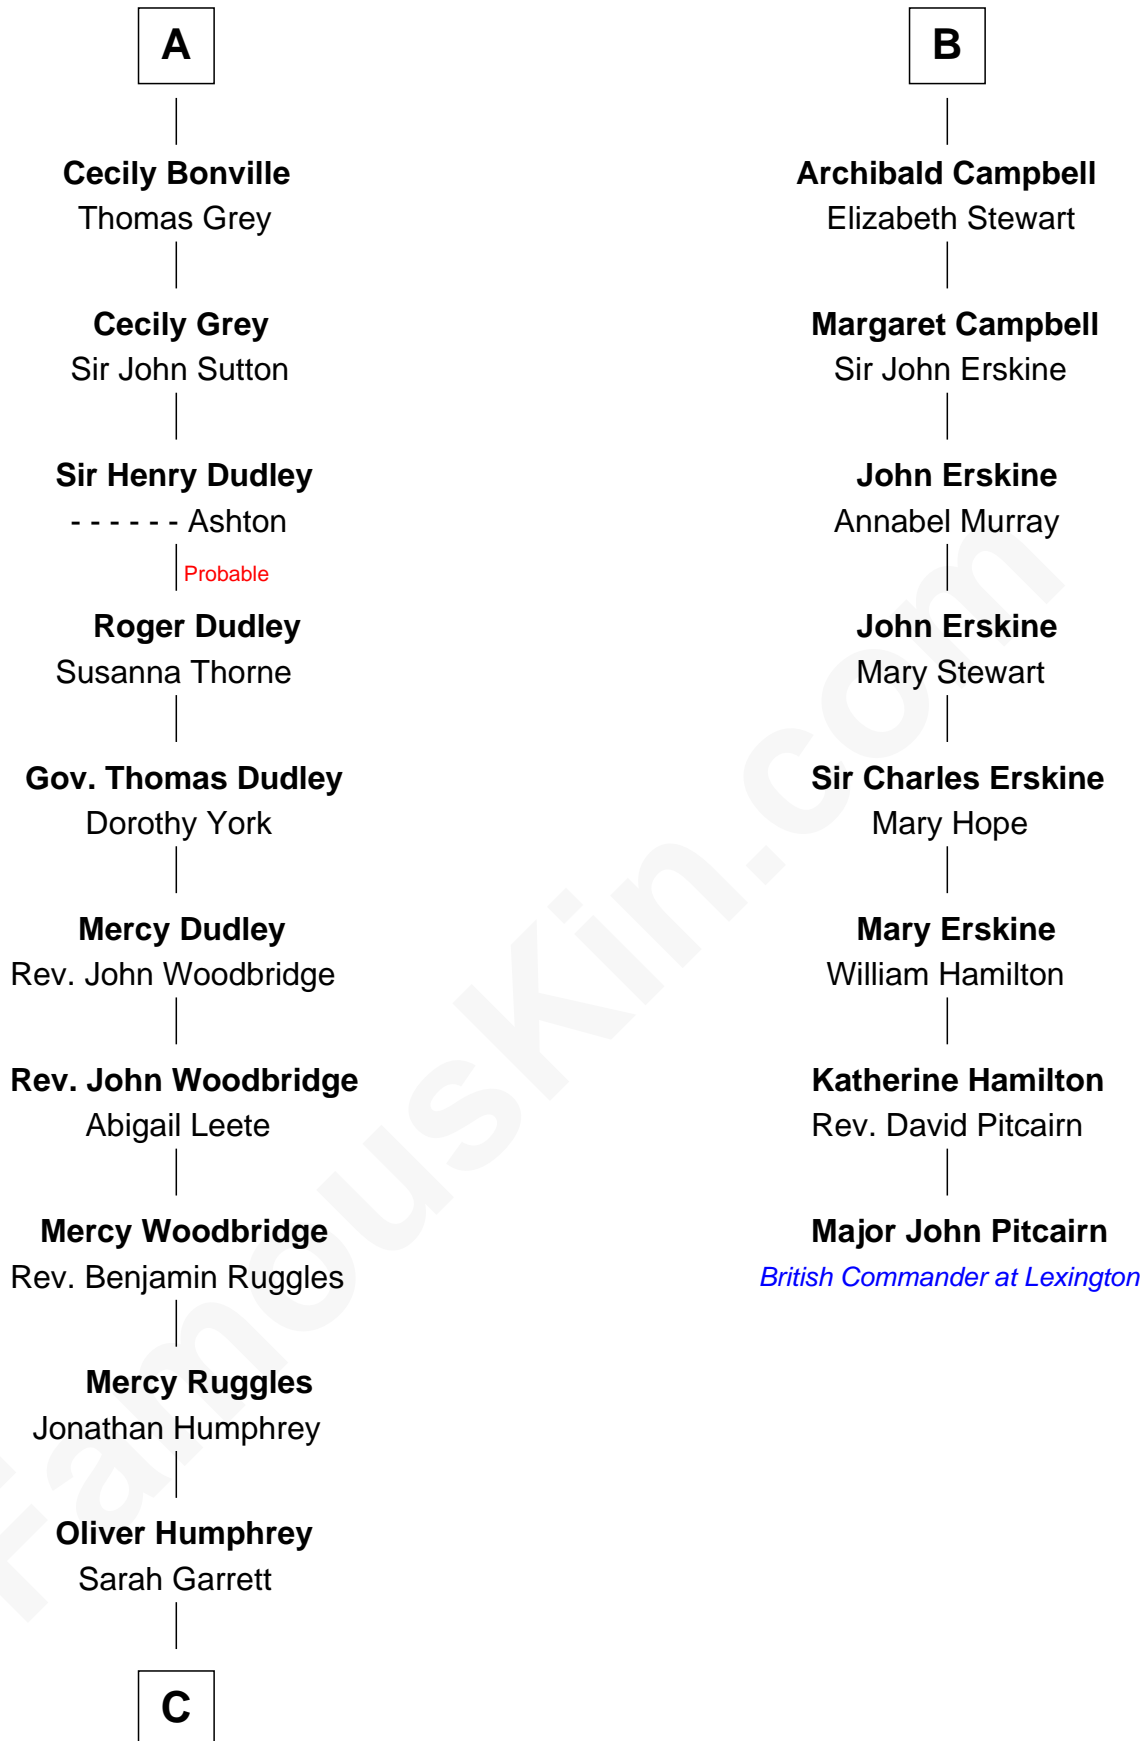 A
Cecily Bonville
Thomas Grey
Cecily Grey
Sir John Sutton
Sir Henry Dudley
- - - - - - Ashton
Probable
Roger Dudley
Susanna Thorne
Gov. Thomas Dudley
Dorothy York
Mercy Dudley
Rev. John Woodbridge
Rev. John Woodbridge
Abigail Leete
Mercy Woodbridge
Rev. Benjamin Ruggles
Mercy Ruggles
Jonathan Humphrey
Oliver Humphrey
Sarah Garrett
C
B
Archibald Campbell
Elizabeth Stewart
Margaret Campbell
Sir John Erskine
John Erskine
Annabel Murray
John Erskine
Mary Stewart
Sir Charles Erskine
Mary Hope
Mary Erskine
William Hamilton
Katherine Hamilton
Rev. David Pitcairn
Major John Pitcairn
British Commander at Lexington
FamousKin.com